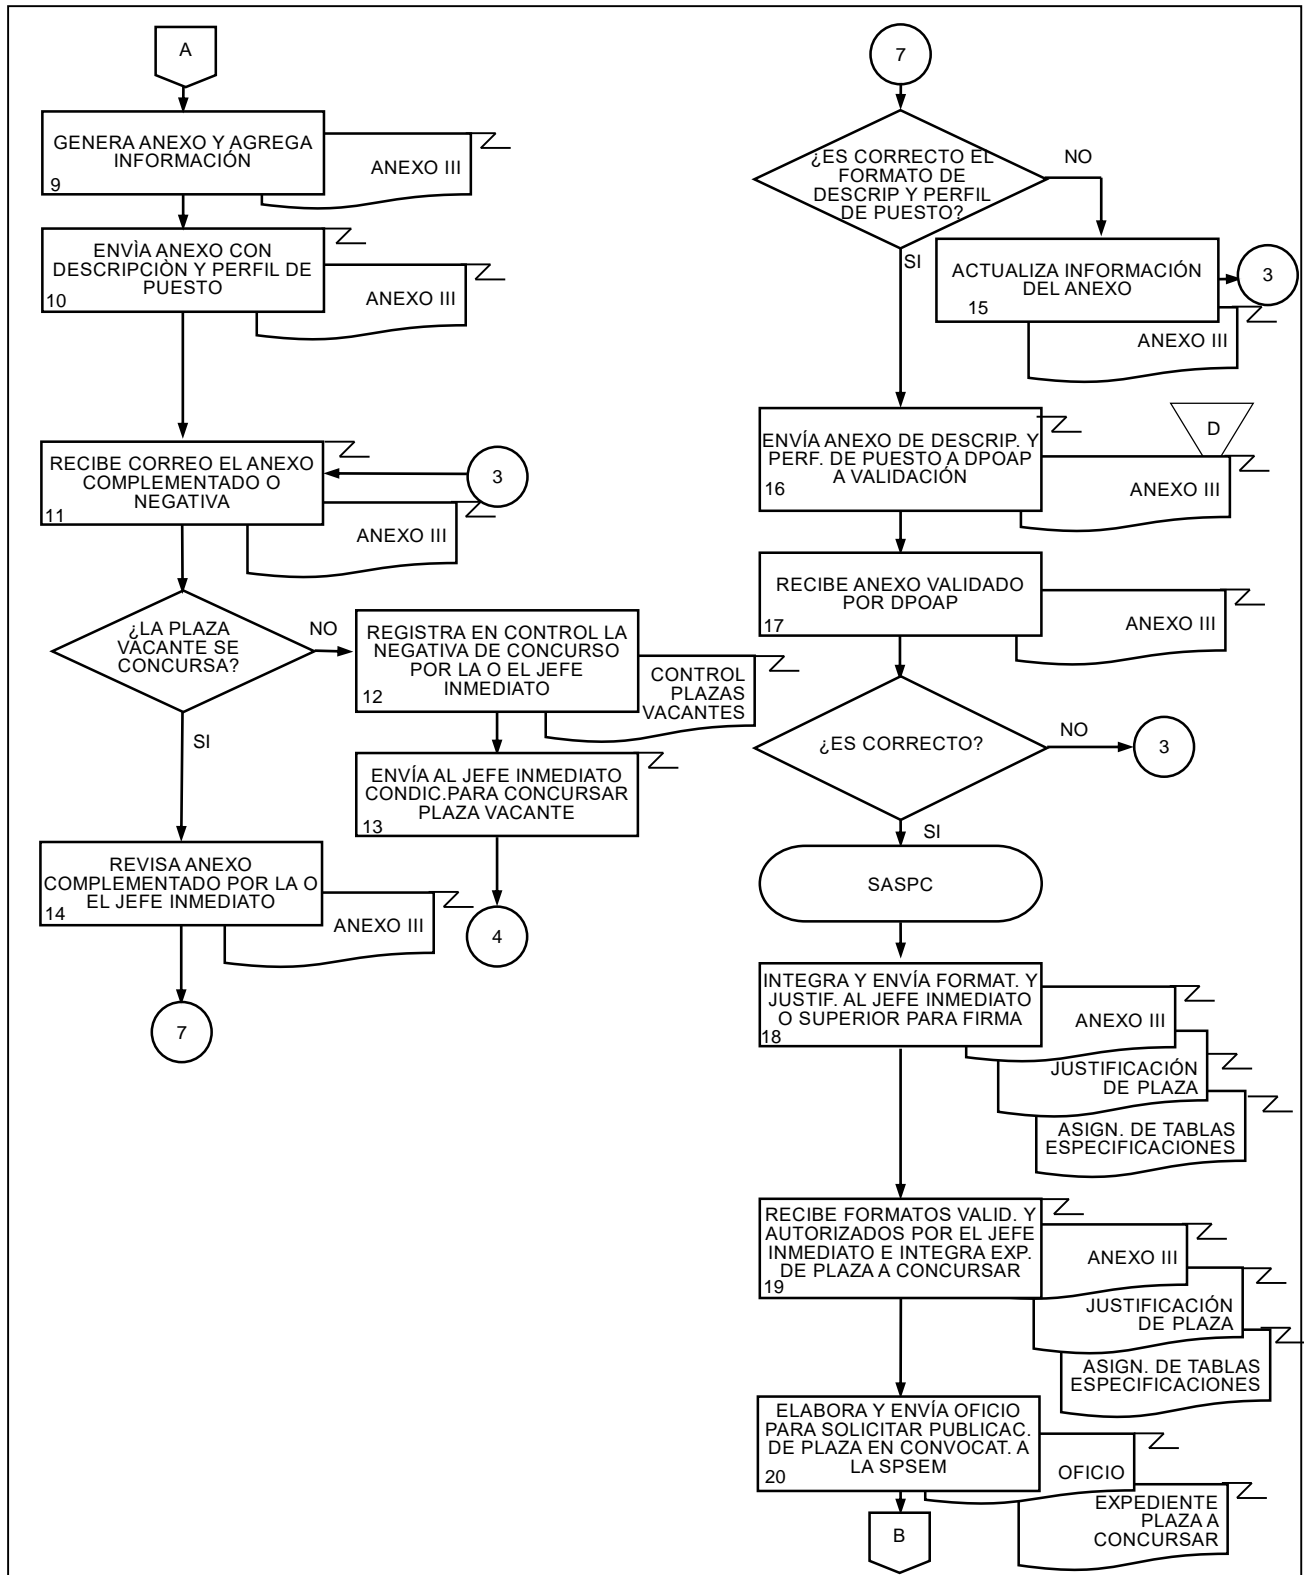 A
GENERA ANEXO Y AGREGA
INFORMACIÓN
9
ANEXO III
ENVÌA ANEXO CON
DESCRIPCIÒN Y PERFIL DE
PUESTO
10
ANEXO III
RECIBE CORREO EL ANEXO
COMPLEMENTADO O
NEGATIVA
11
3
ANEXO III
¿LA PLAZA
VACANTE SE
CONCURSA?
NO
SI
REGISTRA EN CONTROL LA
NEGATIVA DE CONCURSO
POR LA O EL JEFE
INMEDIATO
12
CONTROL
PLAZAS
VACANTES
ENVÍA AL JEFE INMEDIATO
CONDIC.PARA CONCURSAR
PLAZA VACANTE
13
4
REVISA ANEXO
COMPLEMENTADO POR LA O
EL JEFE INMEDIATO
14
ANEXO III
7
7
¿ES CORRECTO EL
FORMATO DE
DESCRIP Y PERFIL
DE PUESTO?
NO
SI
ACTUALIZA INFORMACIÓN
DEL ANEXO
15
3
ANEXO III
ENVÍA ANEXO DE DESCRIP. Y
PERF. DE PUESTO A DPOAP
A VALIDACIÓN
16
D
ANEXO III
RECIBE ANEXO VALIDADO
POR DPOAP
17
ANEXO III
¿ES CORRECTO?
NO
3
SI
SASPC
INTEGRA Y ENVÍA FORMAT. Y
JUSTIF. AL JEFE INMEDIATO
O SUPERIOR PARA FIRMA
18
ANEXO III
JUSTIFICACIÓN
DE PLAZA
ASIGN. DE TABLAS
ESPECIFICACIONES
RECIBE FORMATOS VALID. Y
AUTORIZADOS POR EL JEFE
INMEDIATO E INTEGRA EXP.
DE PLAZA A CONCURSAR
19
ANEXO III
JUSTIFICACIÓN
DE PLAZA
ASIGN. DE TABLAS
ESPECIFICACIONES
ELABORA Y ENVÍA OFICIO
PARA SOLICITAR PUBLICAC.
DE PLAZA EN CONVOCAT. A
LA SPSEM
20
OFICIO
EXPEDIENTE
PLAZA A
CONCURSAR
B